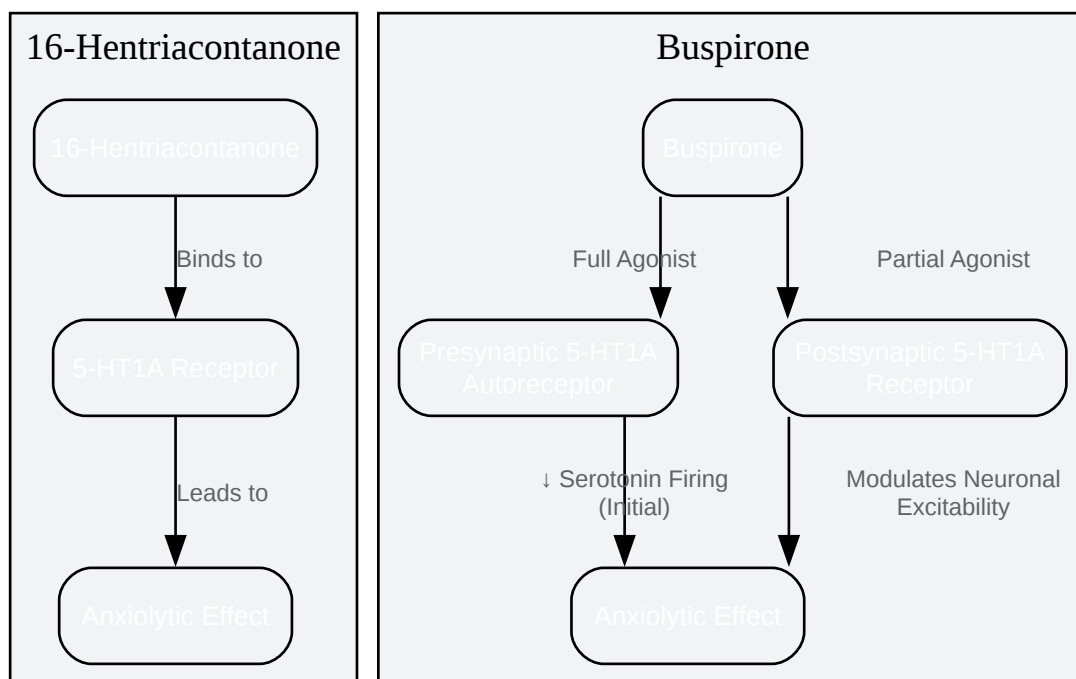 16-Hentriacontanone
16-Hentriacontanone
Binds to
5-HT1A Receptor
Leads to
Anxiolytic Effect
Buspirone
Buspirone
Full Agonist
Partial Agonist
Presynaptic 5-HT1A
Autoreceptor
Postsynaptic 5-HT1A
Receptor
↓ Serotonin Firing
(Initial)
Modulates Neuronal
Excitability
Anxiolytic Effect